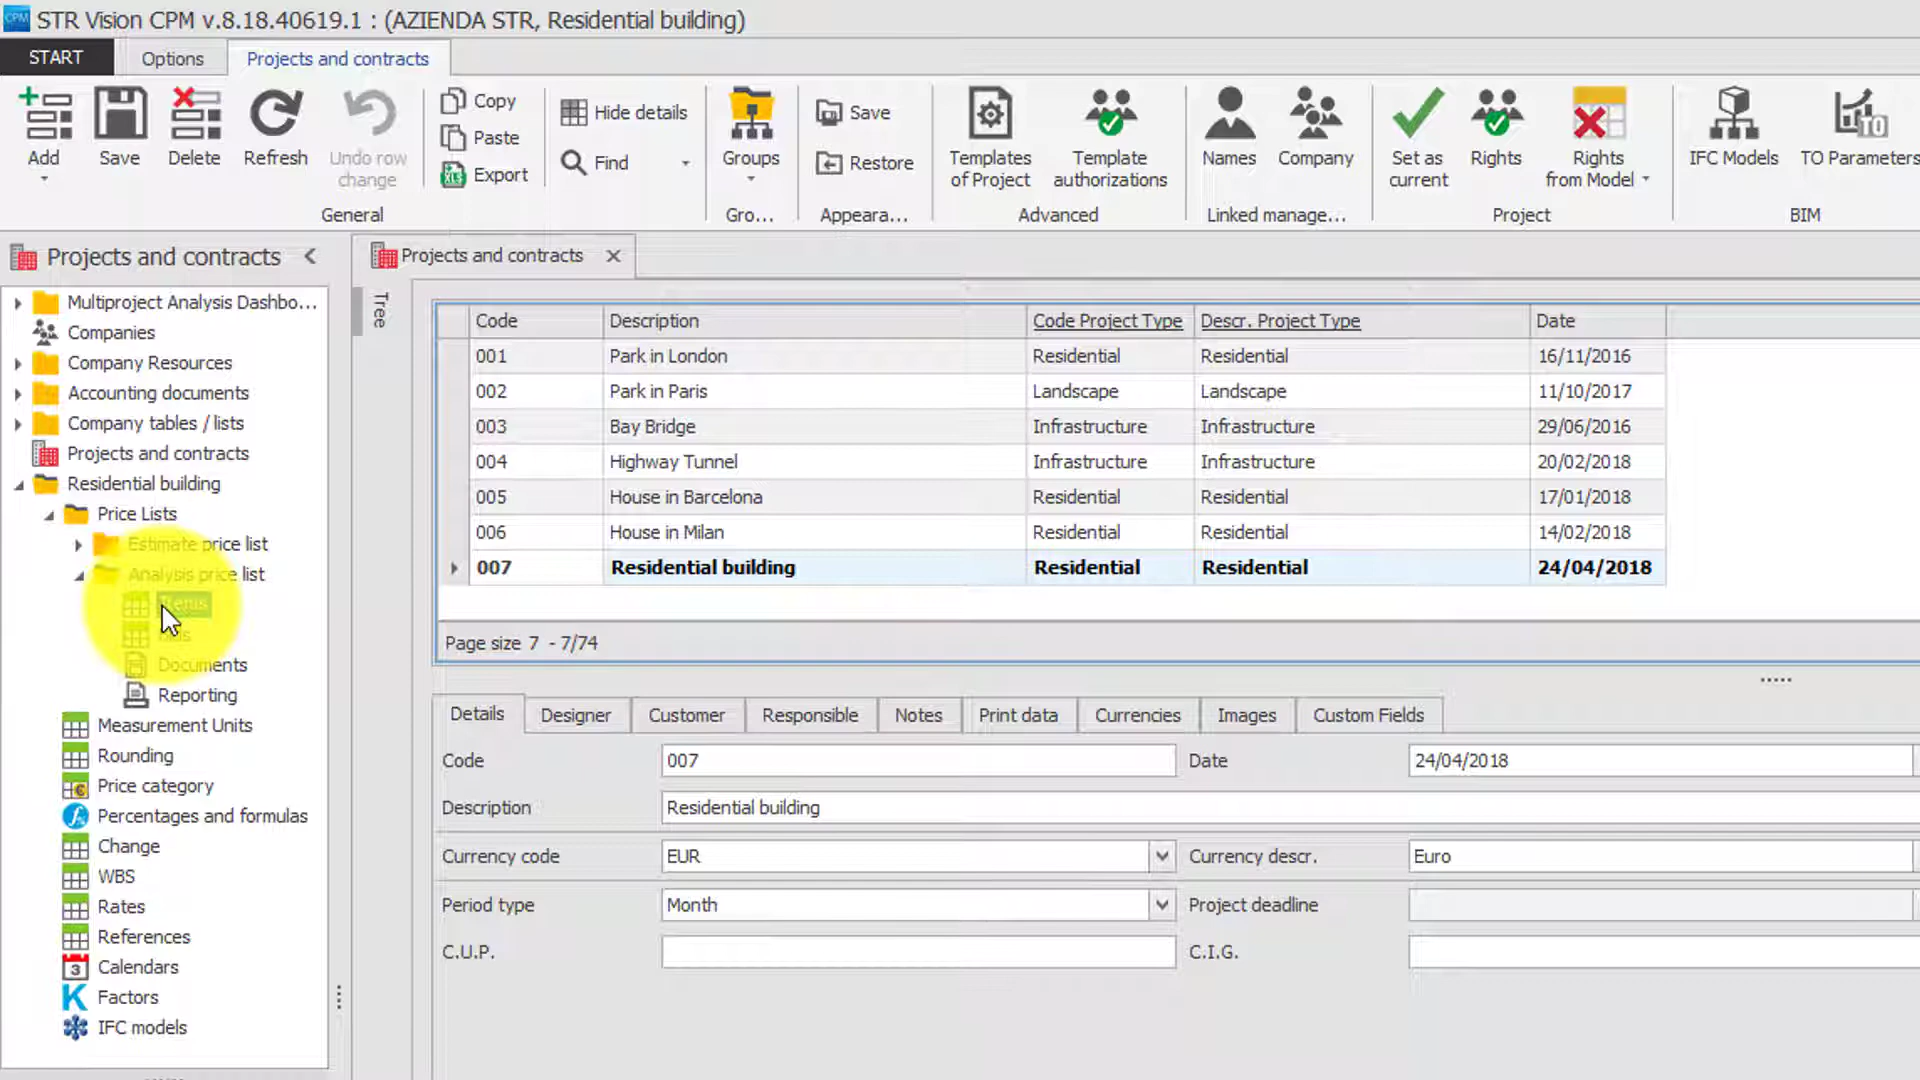 STR Vision CPM v.8.18.40619.1 : (AZIENDA STR, Residential building)
START Options Projects and contracts
Add Save Delete Refresh Undo row change
Copy
Paste
Export
Hide details
Find
Groups
Save
Restore
Templates of Project Template authorizations
Names Company
Set as current Rights Rights from Model
IFC Models TO Parameters
General Gro... Appeara... Advanced Linked manage... Project BIM
Projects and contracts
Multiproject Analysis Dashbo...
Companies
Company Resources
Accounting documents
Company tables / lists
Projects and contracts
Residential building
Price Lists
Estimate price list
Analysis price list
Items
Documents
Reporting
Measurement Units
Rounding
Price category
Percentages and formulas
Change
WBS
Rates
References
Calendars
Factors
IFC models
Projects and contracts
Tree
Code Description Code Project Type Descr. Project Type Date
001 Park in London Residential Residential 16/11/2016
002 Park in Paris Landscape Landscape 11/10/2017
003 Bay Bridge Infrastructure Infrastructure 29/06/2016
004 Highway Tunnel Infrastructure Infrastructure 20/02/2018
005 House in Barcelona Residential Residential 17/01/2018
006 House in Milan Residential Residential 14/02/2018
007 Residential building Residential Residential 24/04/2018
Page size 7 - 7/74
Details Designer Customer Responsible Notes Print data Currencies Images Custom Fields
Code 007 Date 24/04/2018
Description Residential building
Currency code EUR Currency descr. Euro
Period type Month Project deadline
C.U.P. C.I.G.